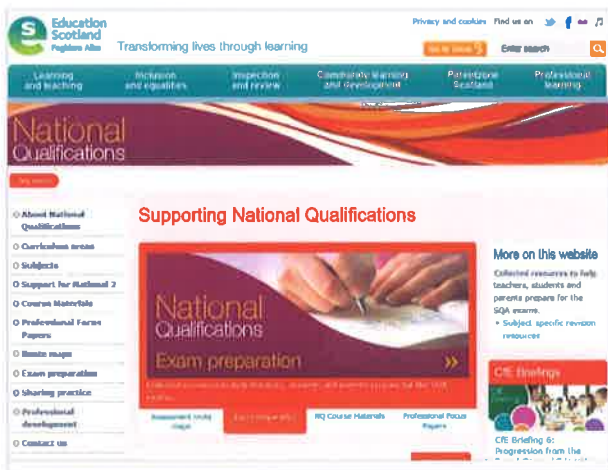 Education
Scotland
Foghlam Alba
Transforming lives through learning
Privacy and cookies Find us on
Enter search
Learning
and teaching
Inclusion
and equalities
Inspection
and review
Community learning
and development
Parentzone
Scotland
Professional
learning
National
Qualifications
Supporting National Qualifications
About National
Qualifications
Curriculum areas
Subjects
Support for National 2
Course Materials
Professional Focus
Papers
Route maps
Exam preparation
Sharing practice
Professional
development
Contact us
National
Qualifications
Exam preparation
»
Assessment
maps
Exam preparation
NQ Course Materials
Professional Focus
Papers
More on this website
Collected resources to help
teachers, students and
parents prepare for the
SQA exams.
• Subject specific revision
resources
CfE Briefings
CfE Briefing 6:
Progression from the